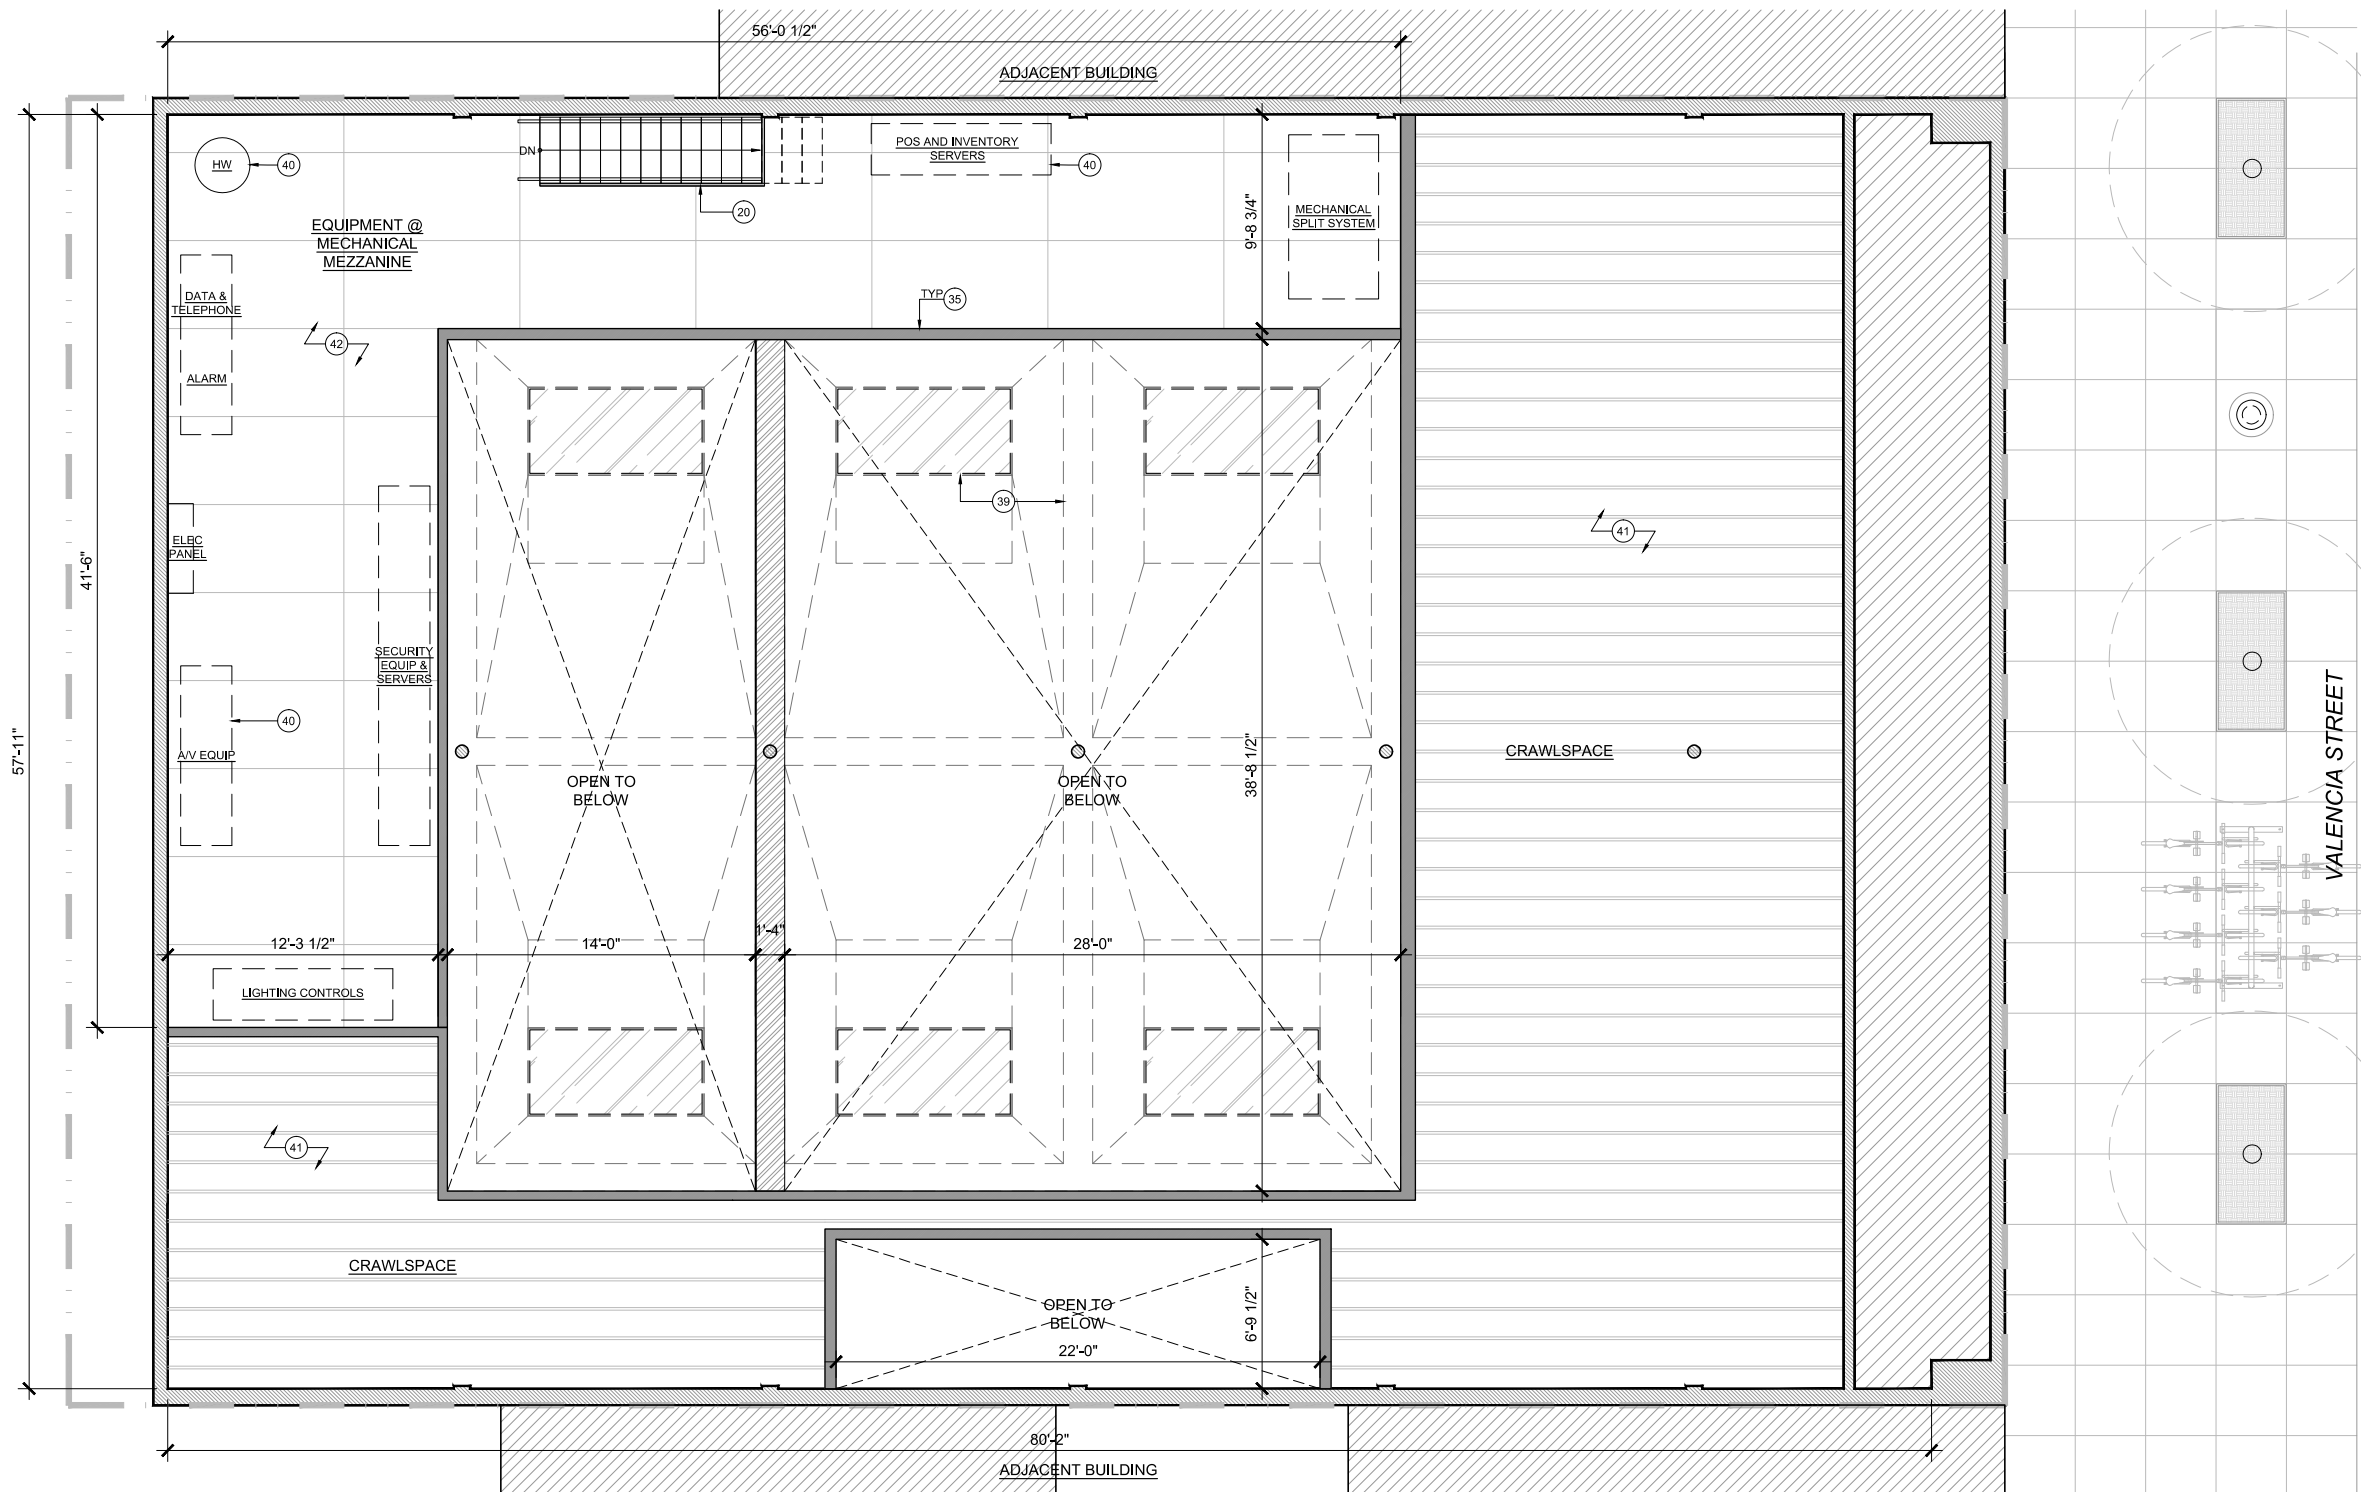 56'-0 1/2"
ADJACENT BUILDING
HW
40
DN
POS AND INVENTORY
SERVERS
40
20
MECHANICAL
SPLIT SYSTEM
9'-8 3/4"
EQUIPMENT @
MECHANICAL
MEZZANINE
DATA &
TELEPHONE
TYP
35
42
ALARM
39
41
ELEC
PANEL
41'-6"
57'-11"
SECURITY
EQUIP &
SERVERS
40
A/V EQUIP
OPEN TO
BELOW
OPEN TO
BELOW
38'-8 1/2"
CRAWLSPACE
VALENCIA STREET
12'-3 1/2"
14'-0"
1'-4"
28'-0"
LIGHTING CONTROLS
41
CRAWLSPACE
OPEN TO
BELOW
6'-9 1/2"
22'-0"
80'-2"
ADJACENT BUILDING